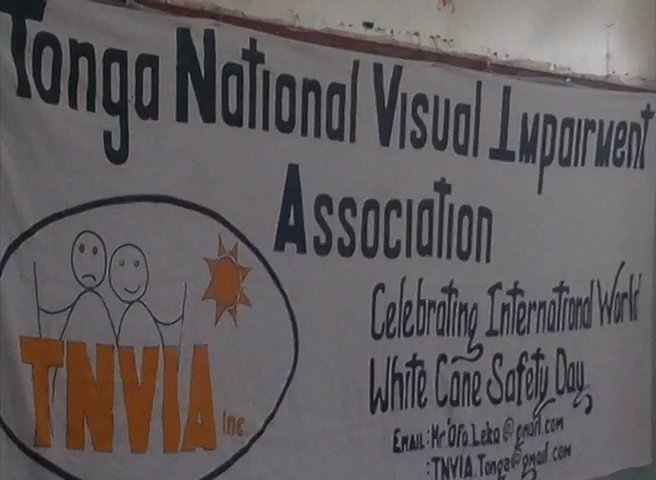 Tonga National Visual Impairment
Association
Celebrating International World
White Cane Safety Day
EMAIL: Mr Ofa.Leka@gmail.com
: TNVIA.Tonga@gmail.com
TNVIA Inc